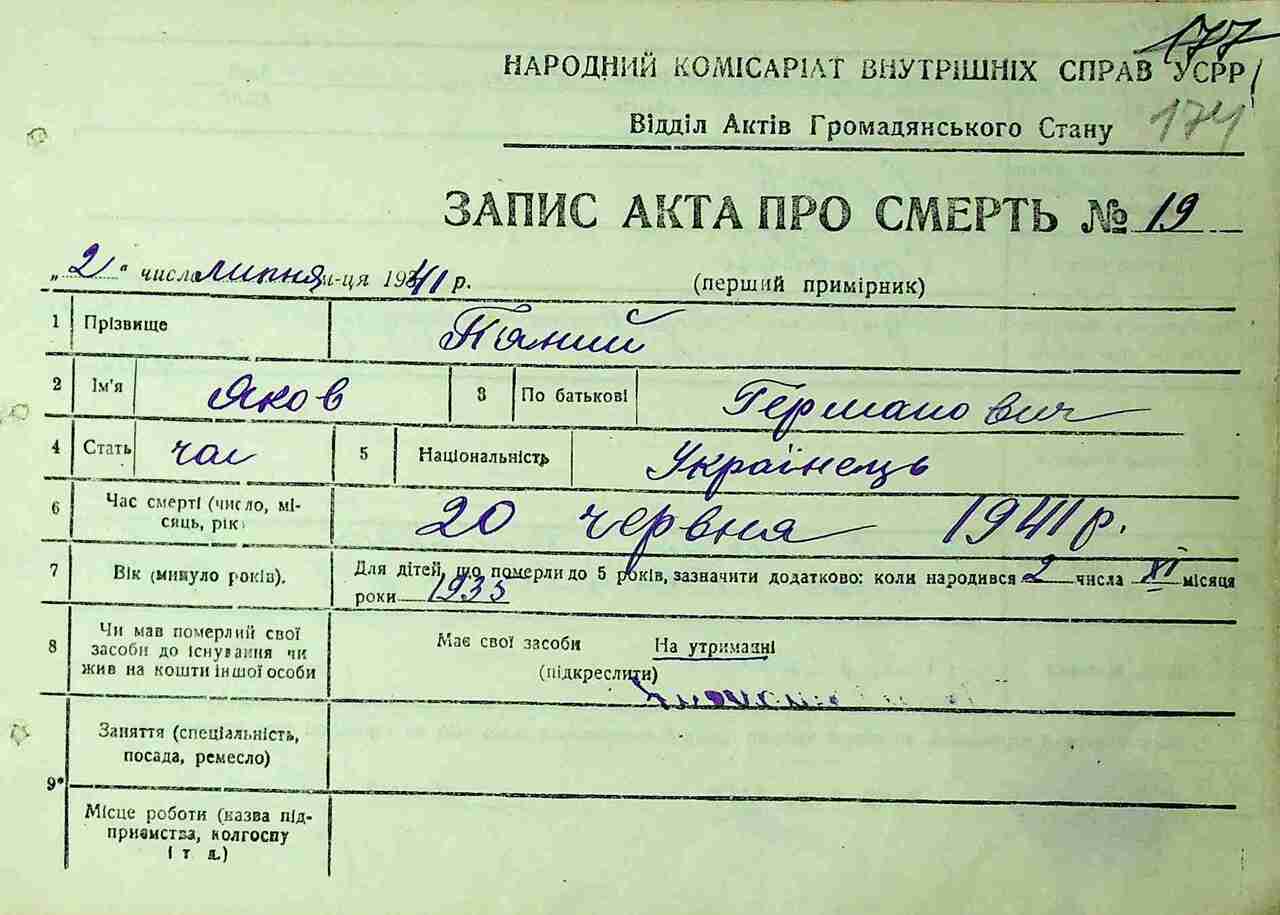 177
НАРОДНИЙ КОМІСАРІАТ ВНУТРІШНІХ СПРАВ УСРР
174
Відділ Актів Громадянського Стану
ЗАПИС АКТА ПРО СМЕРТЬ № 19
„2“ числа липня м-ця 1941 р. (перший примірник)
1 Прізвище
2 Ім'я Яков 3 По батькові Германович
4 Стать чол 5 Національність Українець
6 Час смерті (число, мі-
сяць, рік) 20 червня 1941 р.
7 Вік (минуло років). Для дітей, що померли до 5 років, зазначити додатково: коли народився 2 числа XI місяця
роки 1935
8 Чи мав померлий свої
засоби до існування чи
жив на кошти іншої особи
Має свої засоби На утриманні
(підкреслити)
9* Заняття (спеціальність,
посада, ремесло)
Місце роботи (назва під-
приємства, колгоспу
і т д.)